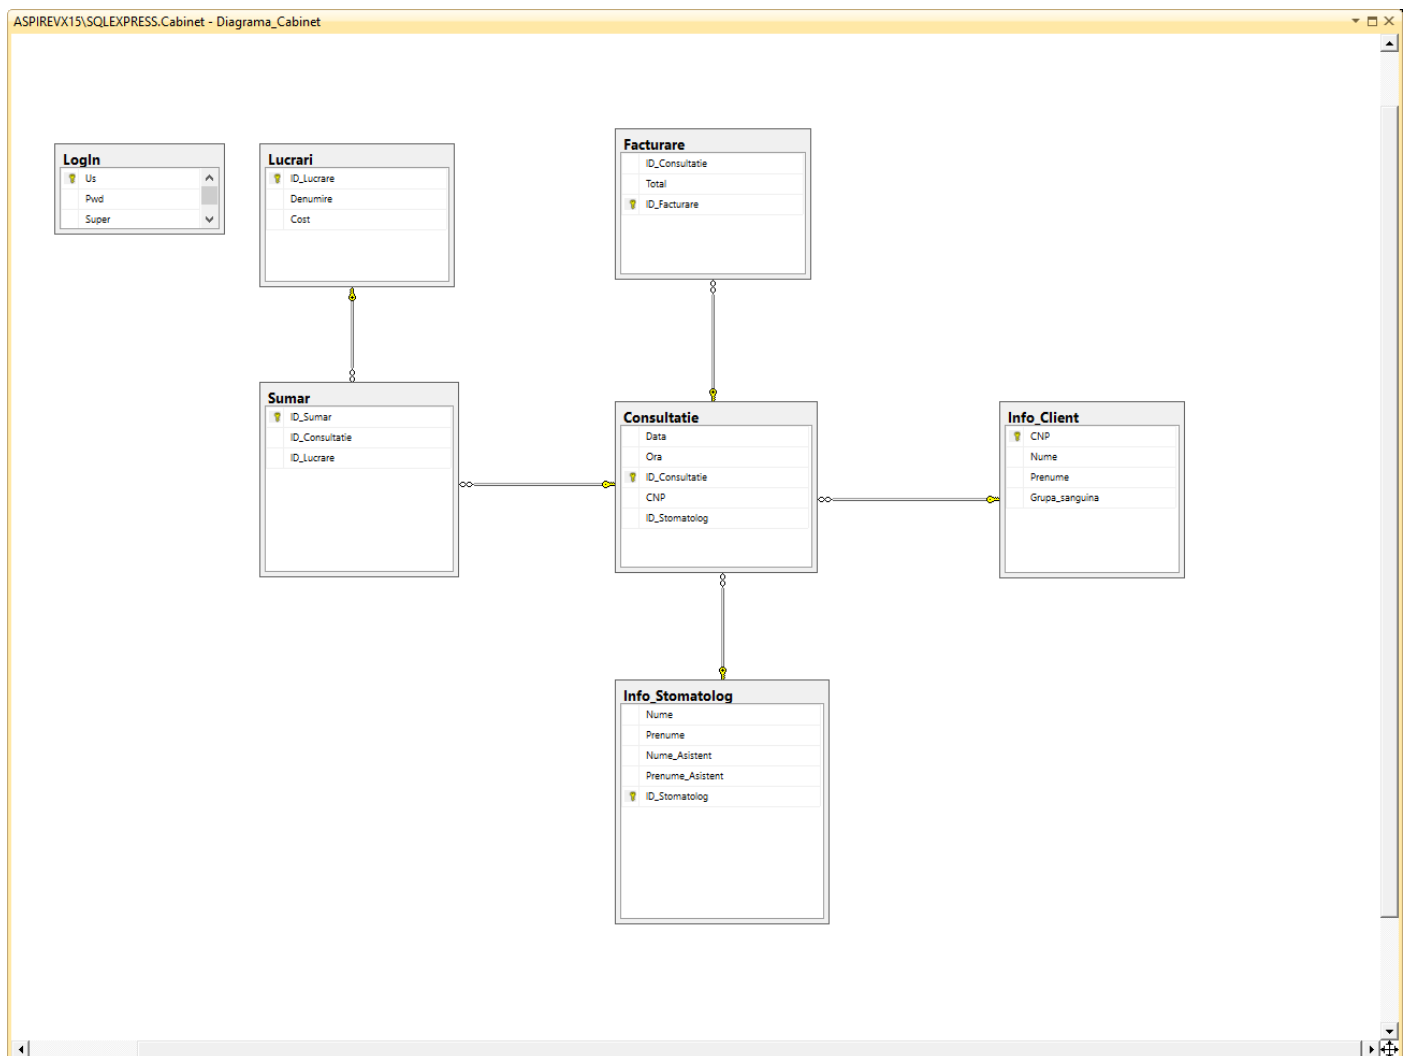 ASPIREVX15\SQLEXPRESS.Cabinet - Diagrama_Cabinet
LogIn
Us
Pwd
Super
Lucrari
ID_Lucrare
Denumire
Cost
Facturare
ID_Consultatie
Total
ID_Facturare
Sumar
ID_Sumar
ID_Consultatie
ID_Lucrare
Consultatie
Data
Ora
ID_Consultatie
CNP
ID_Stomatolog
Info_Client
CNP
Nume
Prenume
Grupa_sanguina
Info_Stomatolog
Nume
Prenume
Nume_Asistent
Prenume_Asistent
ID_Stomatolog